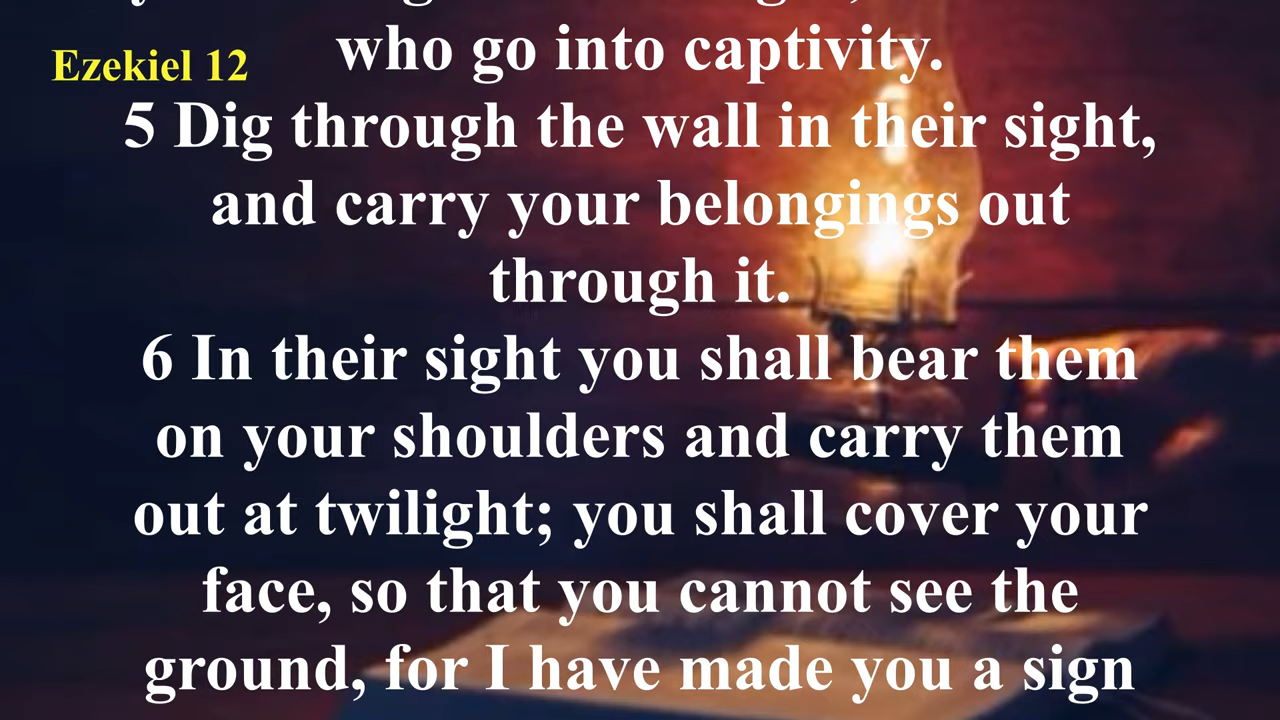 who go into captivity.
Ezekiel 12
5 Dig through the wall in their sight,
and carry your belongings out
through it.
6 In their sight you shall bear them
on your shoulders and carry them
out at twilight; you shall cover your
face, so that you cannot see the
ground, for I have made you a sign